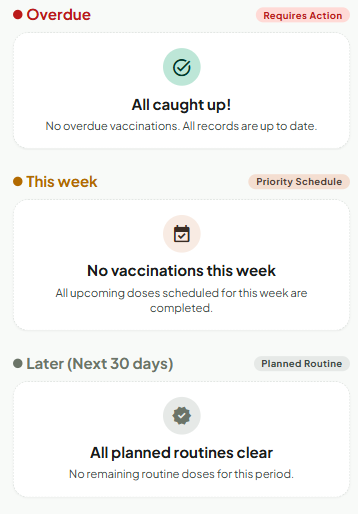 Overdue
Requires Action
All caught up!
No overdue vaccinations. All records are up to date.
This week
Priority Schedule
No vaccinations this week
All upcoming doses scheduled for this week are
completed.
Later (Next 30 days)
Planned Routine
All planned routines clear
No remaining routine doses for this period.